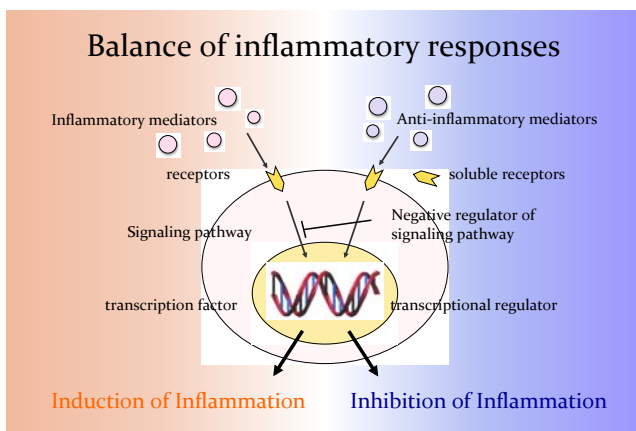 Balance of inflammatory responses
Inflammatory mediators
Anti-inflammatory mediators
receptors
soluble receptors
Signaling pathway
Negative regulator of
signaling pathway
transcription factor
transcriptional regulator
Induction of Inflammation
Inhibition of Inflammation